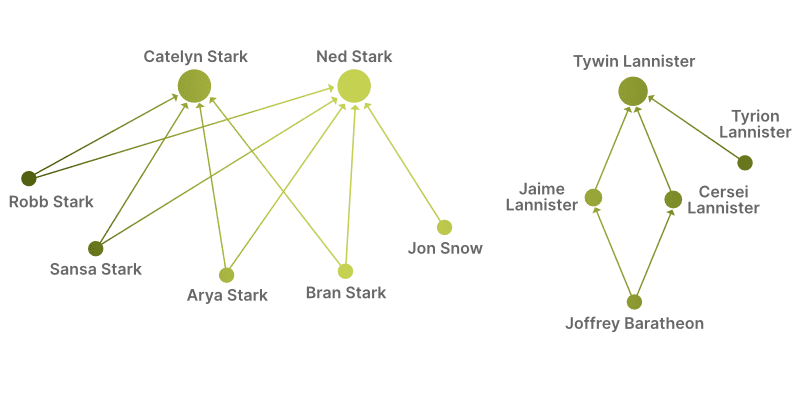 Catelyn Stark
Ned Stark
Tywin Lannister
Tyrion
Lannister
Robb Stark
Jaime
Lannister
Cersei
Lannister
Jon Snow
Sansa Stark
Arya Stark
Bran Stark
Joffrey Baratheon